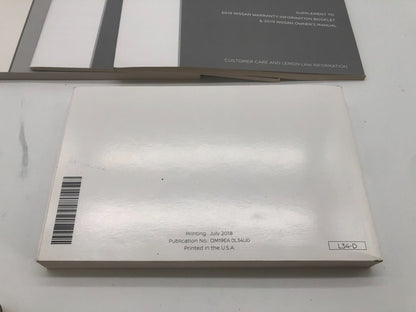 SUPPLEMENT TO
2019 NISSAN WARRANTY INFORMATION BOOKLET
& 2019 NISSAN OWNER'S MANUAL
CUSTOMER CARE AND LEMON LAW INFORMATION
Printing : July 2018
Publication No.: OM19EA 0L34U0
Printed in the U.S.A.
L34-D